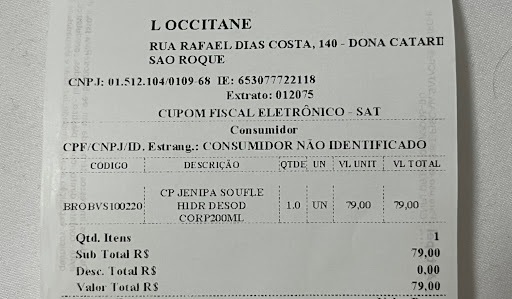 L OCCITANE
RUA RAFAEL DIAS COSTA, 140 - DONA CATARI
SAO ROQUE
CNPJ: 01.512.104/0109-68 IE: 653077722118
Extrato: 012075
CUPOM FISCAL ELETRÔNICO - SAT
Consumidor
CPF/CNPJ/ID. Estrang.: CONSUMIDOR NÃO IDENTIFICADO
CODIGO DESCRIÇÃO QTDE UN VL UNIT VL TOTAL
CP JENIPA SOUFLE
BROBVS100220 HIDR DESOD 1.0 UN 79,00 79,00
CORP200ML
Qtd. Itens 1
Sub Total R$ 79,00
Desc. Total R$ 0,00
Valor Total R$ 79,00